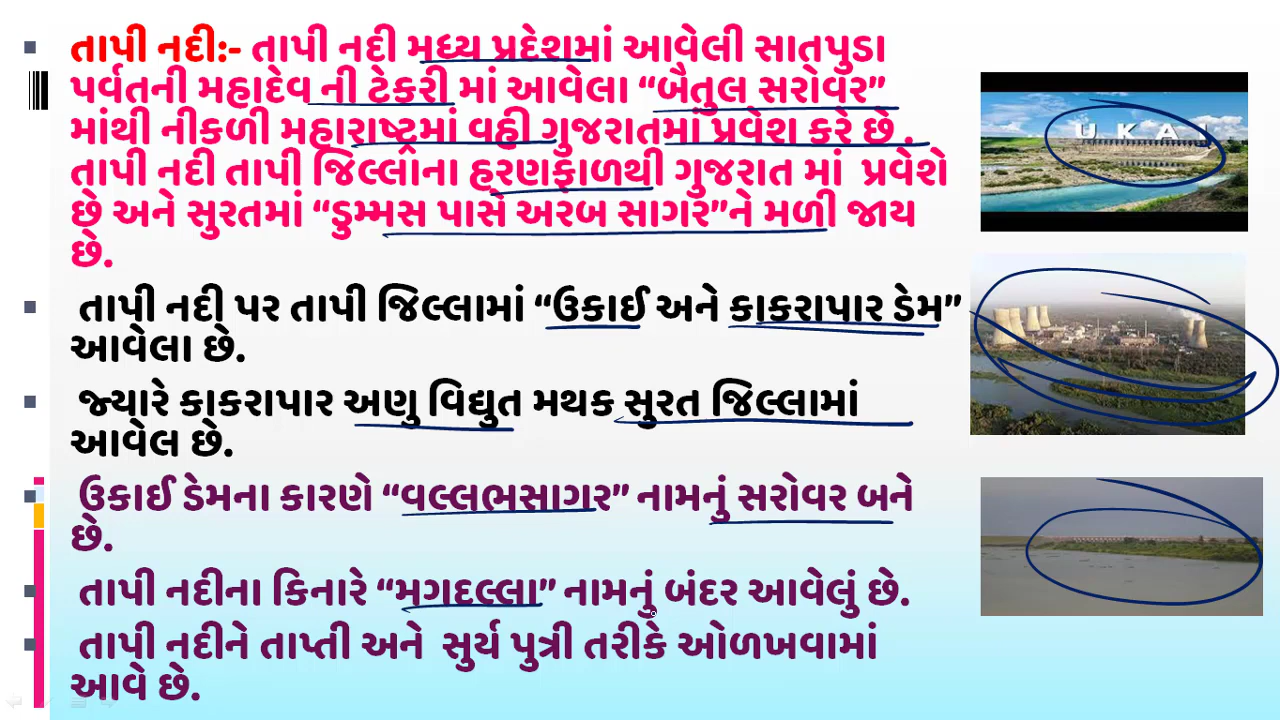 તાપી નદી:- તાપી નદી મધ્ય પ્રદેશમાં આવેલી સાતપુડા
પર્વતની મહાદેવ ની ટેકરી માં આવેલા “બૈતુલ સરોવર”
માંથી નીકળી મહારાષ્ટ્રમાં વહી ગુજરાતમાં પ્રવેશ કરે છે .
તાપી નદી તાપી જિલ્લાના હરણફાળથી ગુજરાત માં પ્રવેશે
છે અને સુરતમાં “ડુમ્મસ પાસે અરબ સાગર”ને મળી જાય
છે.
તાપી નદી પર તાપી જિલ્લામાં “ઉકાઈ અને કાકરાપાર ડેમ”
આવેલા છે.
જ્યારે કાકરાપાર અણુ વિદ્યુત મથક સુરત જિલ્લામાં
આવેલ છે.
ઉકાઈ ડેમના કારણે “વલ્લભસાગર” નામનું સરોવર બને
છે.
તાપી નદીના કિનારે “મગદલ્લા” નામનું બંદર આવેલું છે.
તાપી નદીને તાપ્તી અને સુર્ય પુત્રી તરીકે ઓળખવામાં
આવે છે.
UKAI